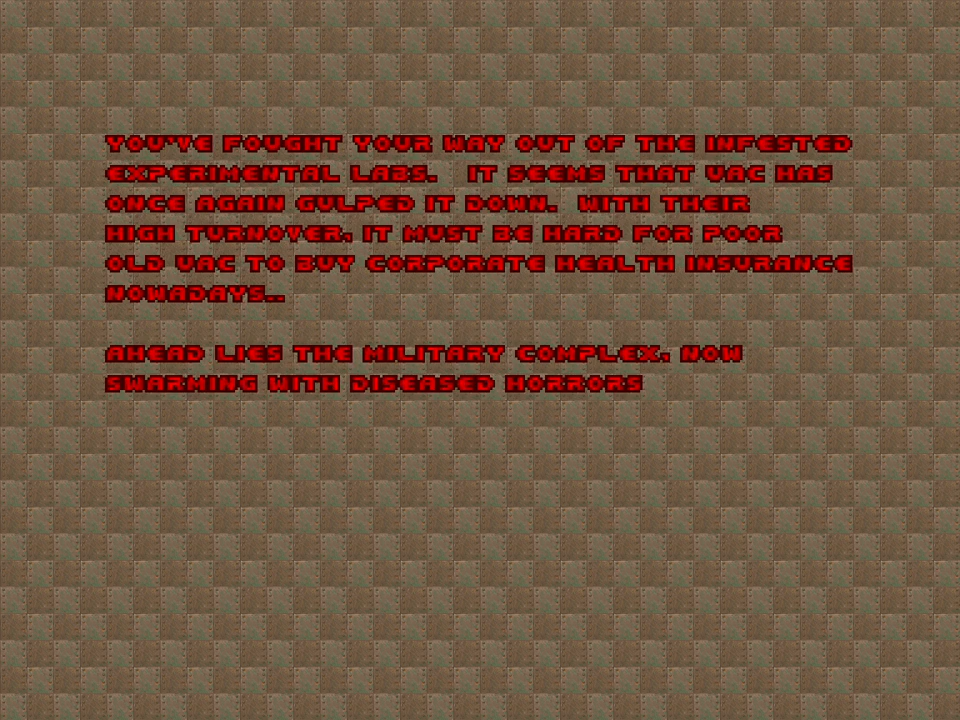 YOU'VE FOUGHT YOUR WAY OUT OF THE INFESTED
EXPERIMENTAL LABS.   IT SEEMS THAT UAC HAS
ONCE AGAIN GULPED IT DOWN.  WITH THEIR
HIGH TURNOVER, IT MUST BE HARD FOR POOR
OLD UAC TO BUY CORPORATE HEALTH INSURANCE
NOWADAYS..
AHEAD LIES THE MILITARY COMPLEX, NOW
SWARMING WITH DISEASED HORRORS